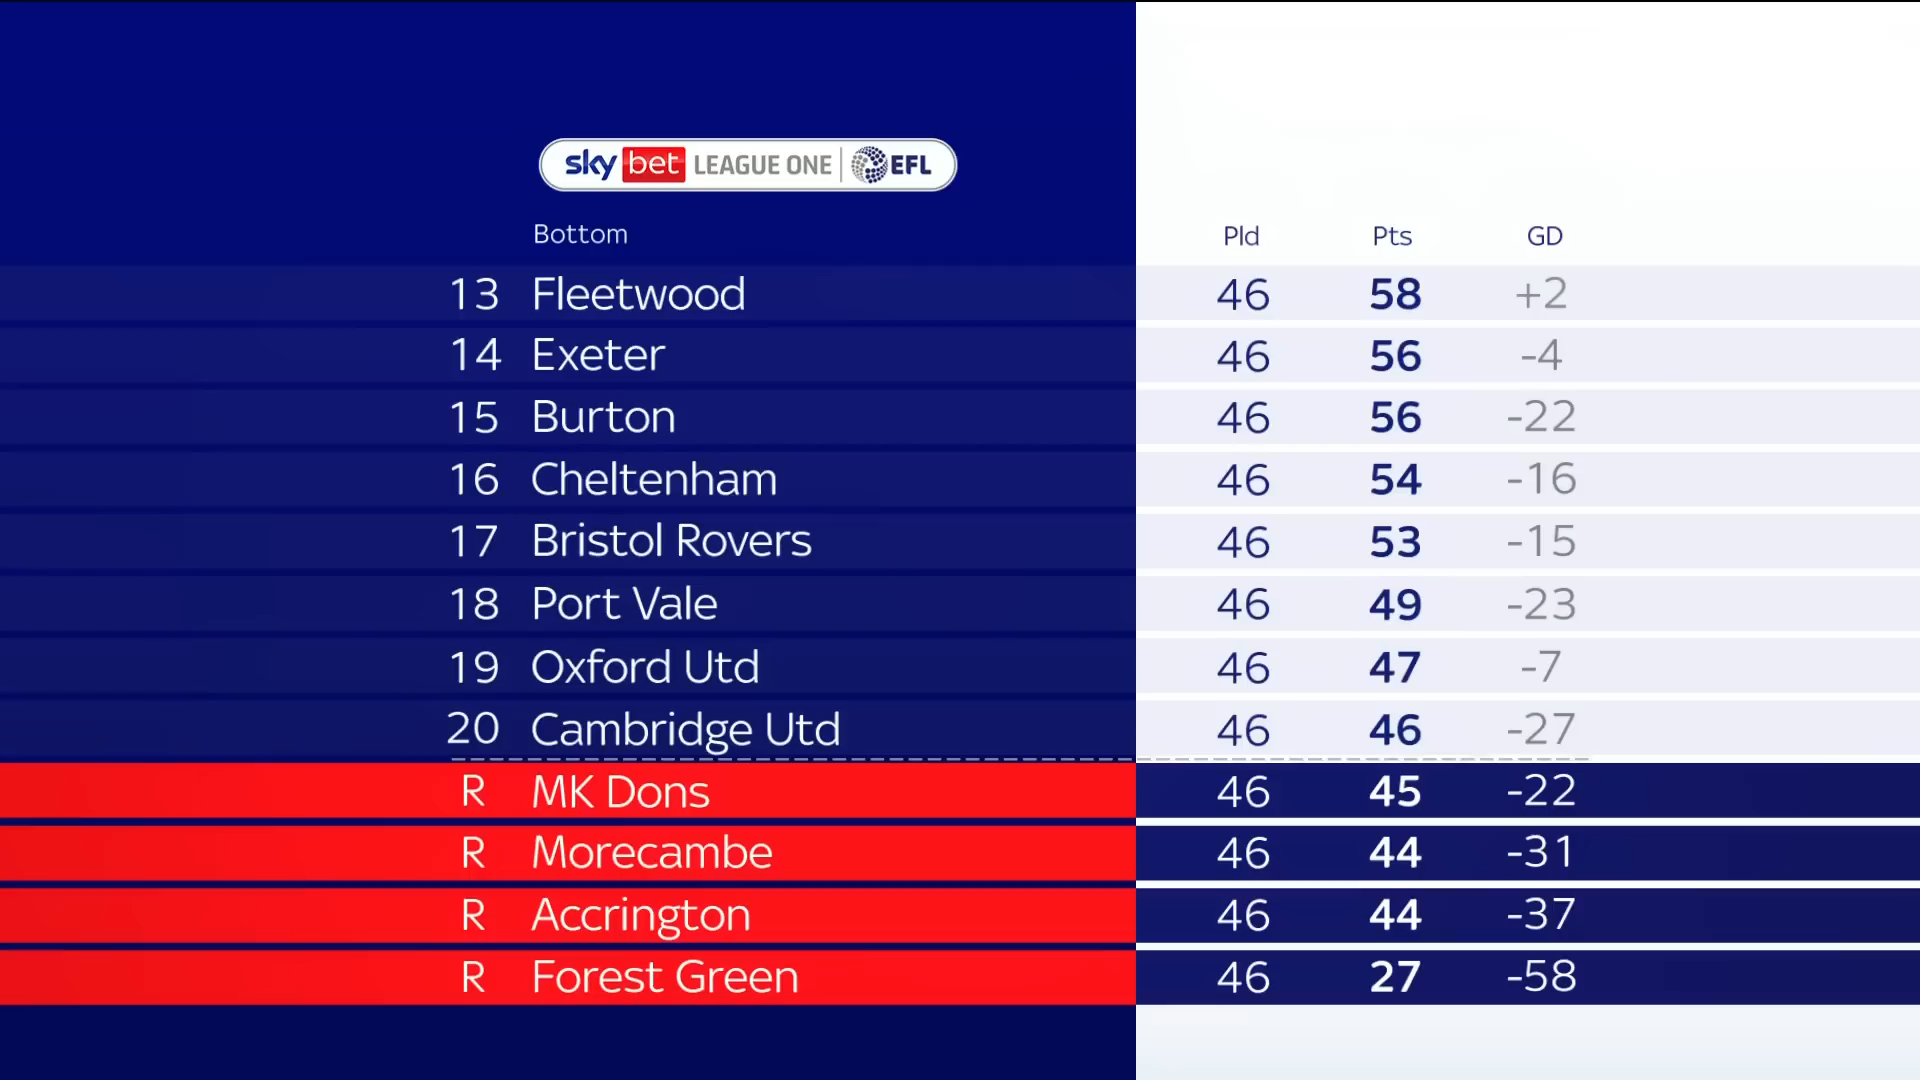 sky bet LEAGUE ONE | EFL
Bottom Pld Pts GD
13 Fleetwood 46 58 +2
14 Exeter 46 56 -4
15 Burton 46 56 -22
16 Cheltenham 46 54 -16
17 Bristol Rovers 46 53 -15
18 Port Vale 46 49 -23
19 Oxford Utd 46 47 -7
20 Cambridge Utd 46 46 -27
R MK Dons 46 45 -22
R Morecambe 46 44 -31
R Accrington 46 44 -37
R Forest Green 46 27 -58